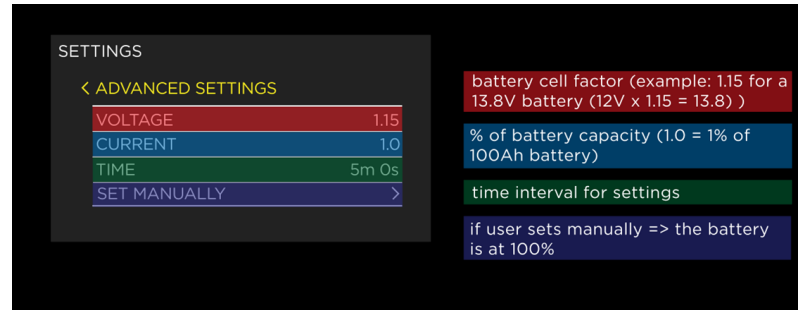 SETTINGS
< ADVANCED SETTINGS
VOLTAGE 1.15
CURRENT 1.0
TIME 5m 0s
SET MANUALLY >
battery cell factor (example: 1.15 for a
13.8V battery (12V x 1.15 = 13.8) )
% of battery capacity (1.0 = 1% of
100Ah battery)
time interval for settings
if user sets manually => the battery
is at 100%